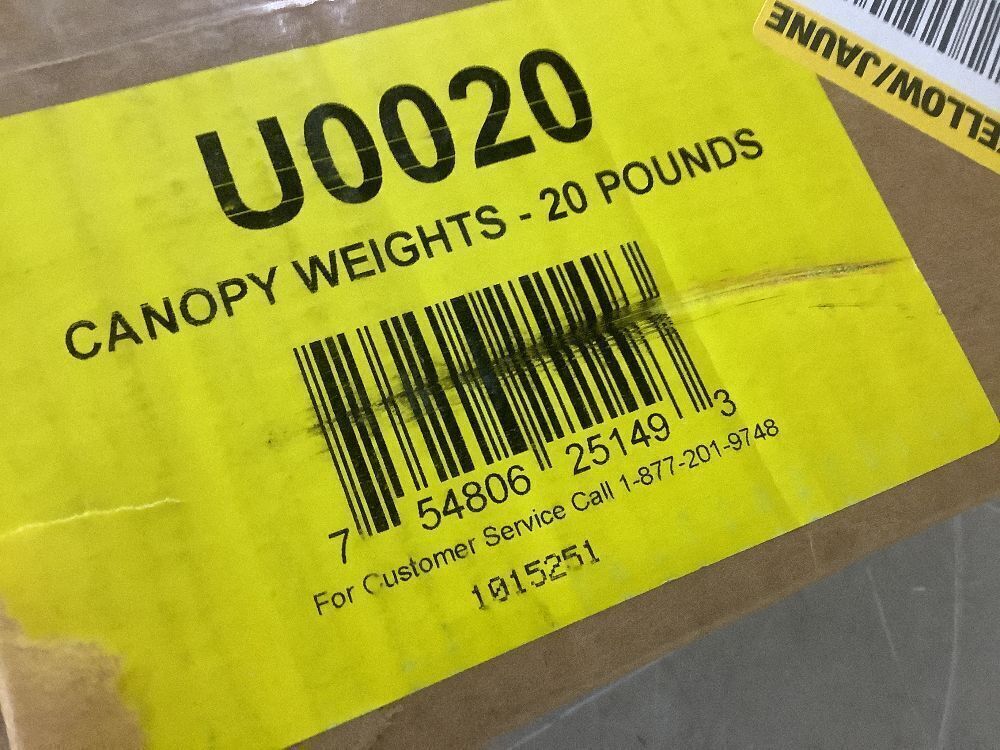 U0020
CANOPY WEIGHTS - 20 POUNDS
7 54806 25149 3
For Customer Service Call 1-877-201-9748
1015251
YELLOW/JAUNE